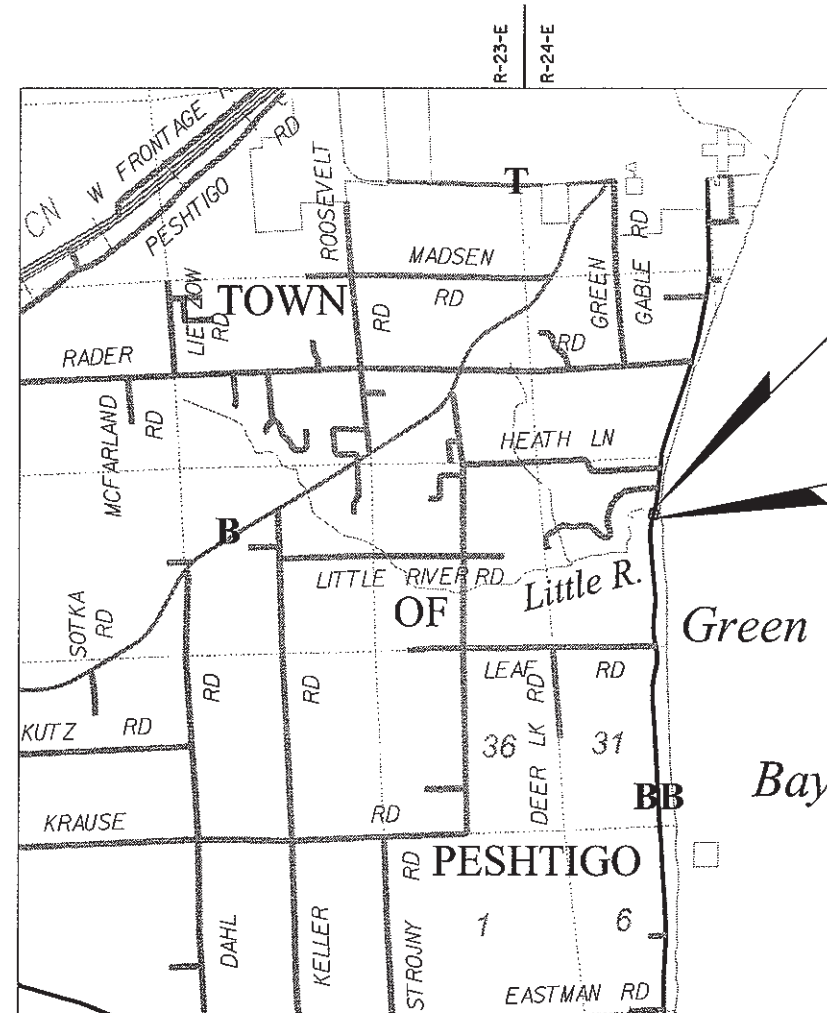 R-23-E
R-24-E
CN
W FRONTAGE
RD
PESHTIGO
ROOSEVELT
RD
T
MADSEN
RD
GREEN
GABLE RD
RD
TOWN
RD
RADER
MCFARLAND
RD
HEATH LN
B
LITTLE RIVER RD
Little R.
OF
Green
SOTKA
RD
LEAF RD
RD
RD
KUTZ RD
36
31
DEER LK RD
BB
Bay
KRAUSE RD
PESHTIGO
RD
1
6
DAHL
KELLER
STROJNY
EASTMAN RD